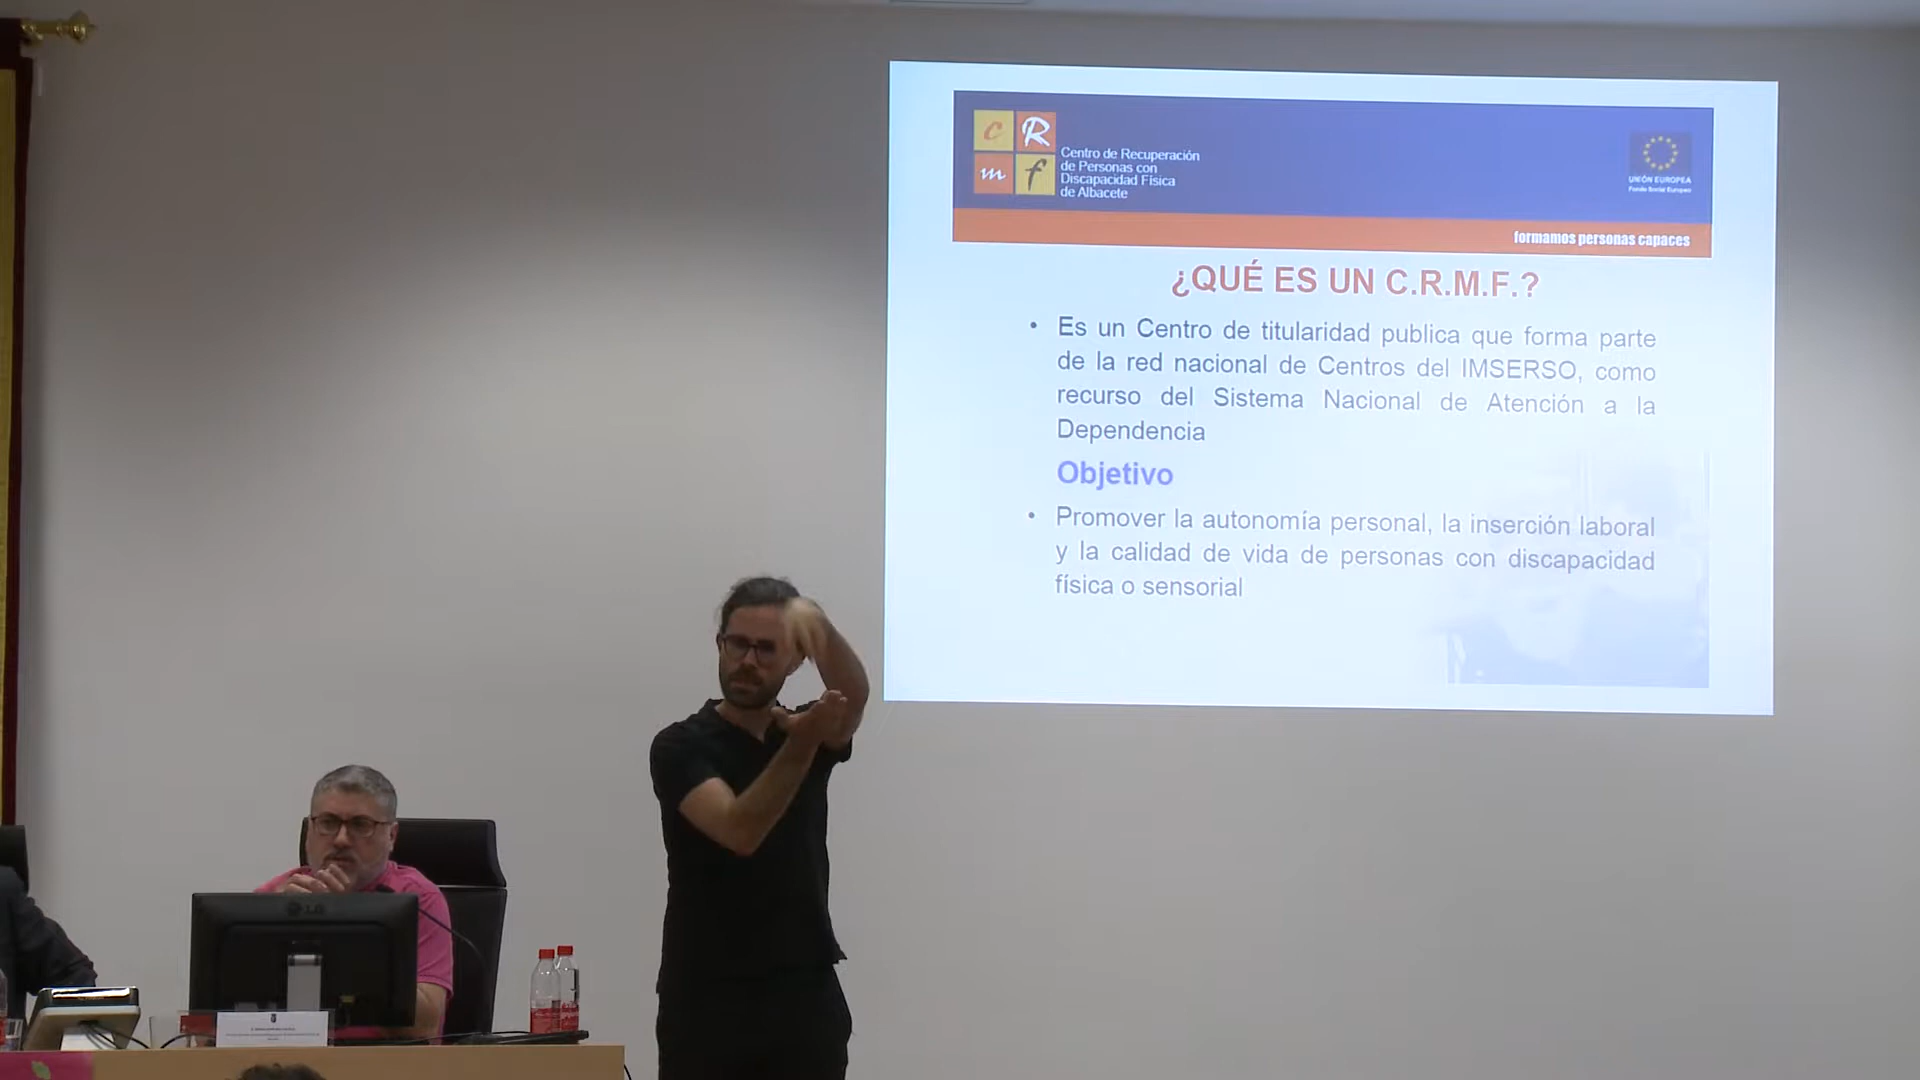 C R
m f
Centro de Recuperación
de Personas con
Discapacidad Física
de Albacete
UNIÓN EUROPEA
Fondo Social Europeo
formamos personas capaces
¿QUÉ ES UN C.R.M.F.?
• Es un Centro de titularidad publica que forma parte
de la red nacional de Centros del IMSERSO, como
recurso del Sistema Nacional de Atención a la
Dependencia
Objetivo
• Promover la autonomía personal, la inserción laboral
y la calidad de vida de personas con discapacidad
física o sensorial
LG